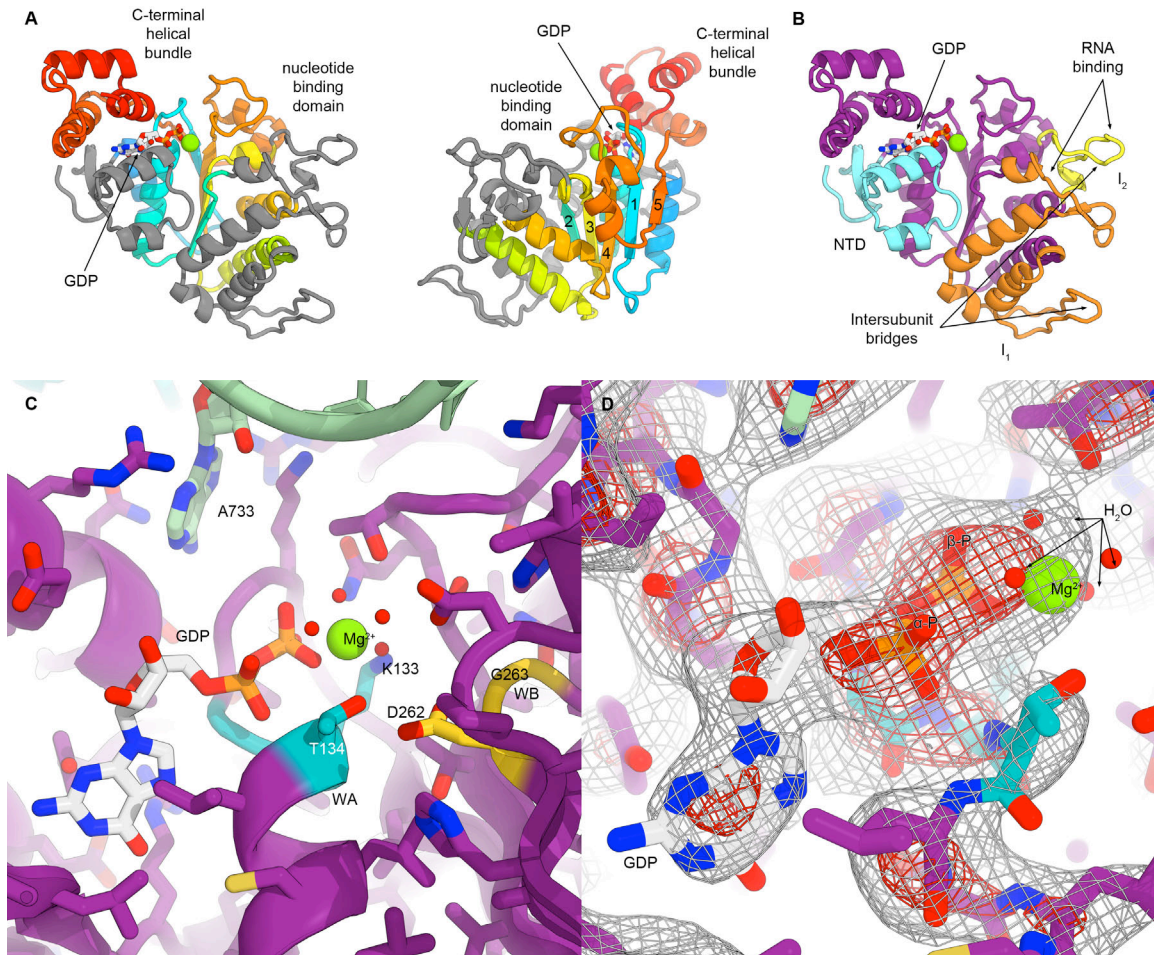 A
C-terminal
helical
bundle
nucleotide
binding
domain
GDP
GDP
C-terminal
helical
bundle
nucleotide
binding
domain
1
2
3
4
5
B
GDP
RNA
binding
I2
NTD
Intersubunit
bridges
I1
C
A733
GDP
Mg2+
K133
G263
WB
D262
T134
WA
D
H2O
β-P
Mg2+
α-P
GDP